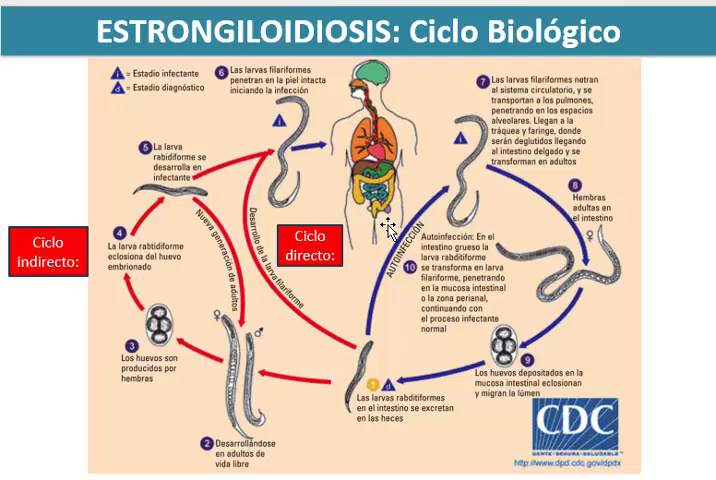 ESTRONGILOIDIOSIS: Ciclo Biológico
i = Estadio infectante
d = Estadio diagnóstico
6 Las larvas filariformes
penetran en la piel intacta
iniciando la infección
7 Las larvas filariformes netran
al sistema circulatorio, y se
transportan a los pulmones,
penetrando en los espacios
alveolares. Llegan a la
tráquea y faringe, donde
serán deglutidos llegando
al intestino delgado y se
transforman en adultos
i
i
5 La larva
rabidiforme se
desarrolla en
infectante
8
Hembras
adultas en
el intestino
♀
Ciclo
indirecto:
4
La larva rabtidiforme
eclosiona del huevo
embrionado
Nueva generación de adultos
Desarrollo de la larva filariforme
Ciclo
directo:
AUTOINFECCIÓN
10
Autoinfección: En el
intestino grueso la
larva rabditiforme
se transforma en larva
filariforme, penetrando
en la mucosa intestinal
o la zona perianal,
continuando con
el proceso infectante
normal
♀
♂
3
Los huevos son
producidos por
hembras
9
Los huevos depositados en la
mucosa intestinal eclosionan
y migran la lúmen
1 d
Las larvas rabditiformes
en el intestino se excretan
en las heces
2 Desarrollándose
en adultos de
vida libre
CDC
GENTE•SEGURA•SALUDABLE™
http://www.dpd.cdc.gov/dpdx